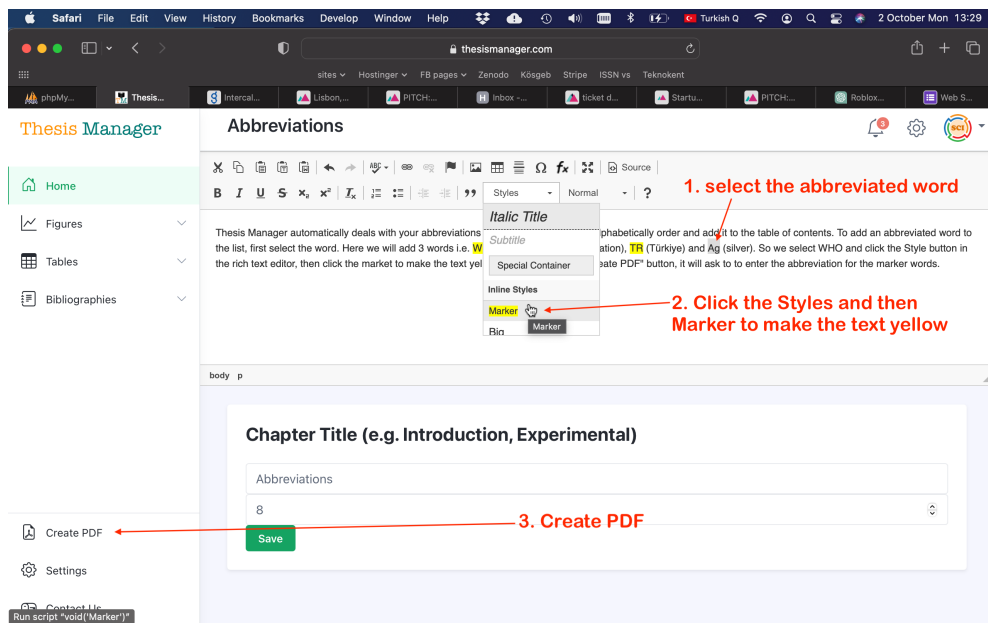 Safari File Edit View History Bookmarks Develop Window Help Turkish Q 2 October Mon 13:29
thesismanager.com
sites Hostinger FB pages Zenodo Kösgeb Stripe ISSN vs Teknokent
phpMy... Thesis... Intercal... Lisbon,... PITCH:... Inbox -... ticket d... Startu... PITCH:... Roblox... Web S...
Thesis Manager
Abbreviations
3
SCI
Home
Figures
Tables
Bibliographies
Source
B I U S x₂ x² Tx Styles Normal ?
1. select the abbreviated word
Thesis Manager automatically deals with your abbreviations phabetically order and add it to the table of contents. To add an abbreviated word to
the list, first select the word. Here we will add 3 words i.e. W ation), TR (Türkiye) and Ag (silver). So we select WHO and click the Style button in
the rich text editor, then click the market to make the text yel eate PDF" button, it will ask to to enter the abbreviation for the marker words.
Italic Title
Subtitle
Special Container
Inline Styles
Marker
Marker
Big
2. Click the Styles and then
Marker to make the text yellow
body p
Chapter Title (e.g. Introduction, Experimental)
Abbreviations
8
Save
3. Create PDF
Create PDF
Settings
Contact Us
Run script "void('Marker')"